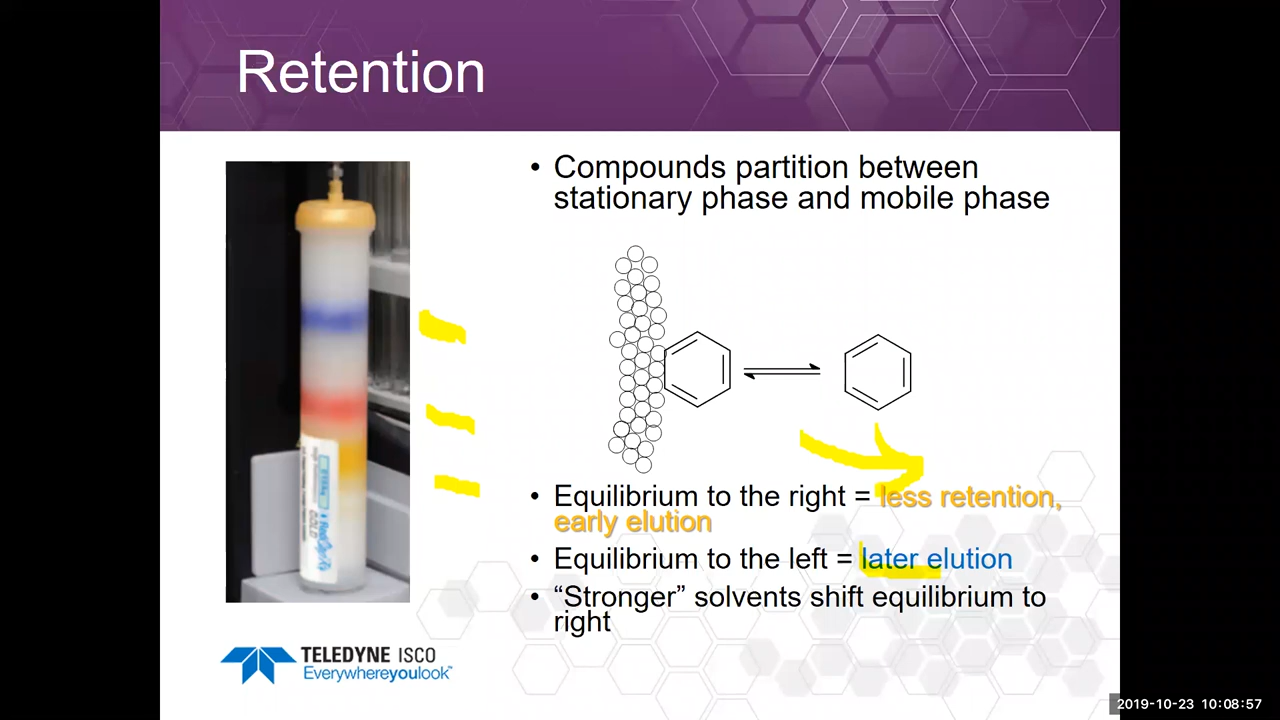 Retention
• Compounds partition between
stationary phase and mobile phase
• Equilibrium to the right = less retention,
early elution
• Equilibrium to the left = later elution
• “Stronger” solvents shift equilibrium to
right
TELEDYNE ISCO
Everywhereyoulook™
GOLD
2019-10-23 10:08:57